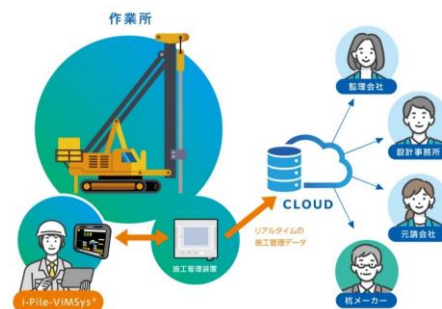 作業所
監理会社
設計事務所
CLOUD
元請会社
リアルタイムの
施工管理データ
施工管理装置
杭メーカー
i-Pile-ViMSys®